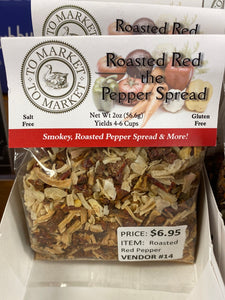 Roasted Red
Pepper Spread
TO MARKET
TO MARKET
Roasted Red
the
Pepper Spread
Salt
Free
Net Wt 2oz (56.6g)
Yields 4-6 Cups
Gluten
Free
Smokey, Roasted Pepper Spread & More!
PRICE: $6.95
ITEM: Roasted
Red Pepper
VENDOR #14